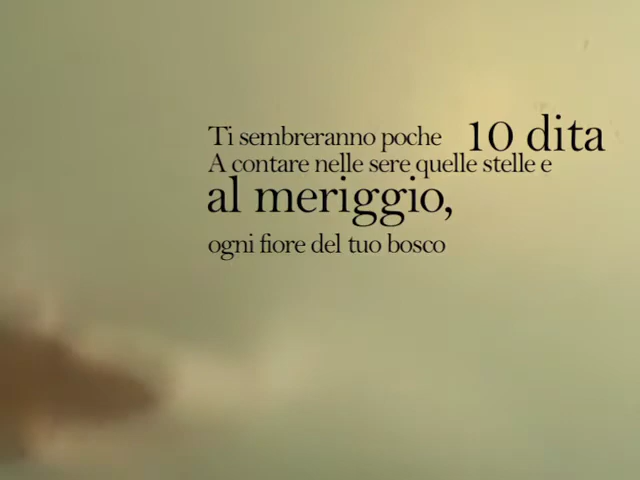 Ti sembreranno poche 10 dita
A contare nelle sere quelle stelle e
al meriggio,
ogni fiore del tuo bosco